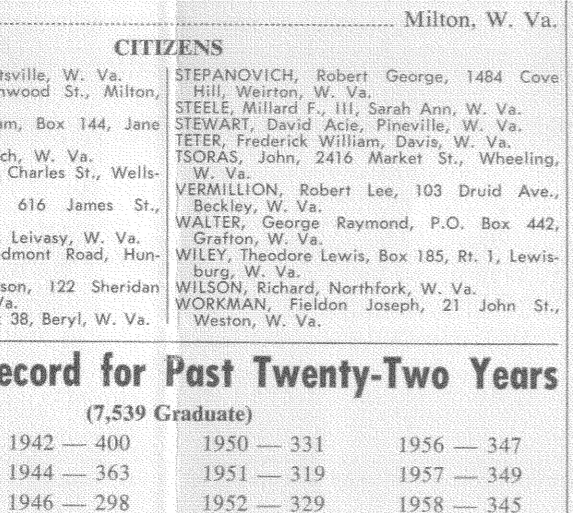 Milton, W. Va.
CITIZENS
tsville, W. Va.
nwood St., Milton,
am, Box 144, Jane
ch, W. Va.
Charles St., Wells-
616 James St.,
Leivasy, W. Va.
edmont Road, Hun-
son, 122 Sheridan
Va.
38, Beryl, W. Va.
STEPANOVICH, Robert George, 1484 Cove
Hill, Weirton, W. Va.
STEELE, Millard F., III, Sarah Ann, W. Va.
STEWART, David Acie, Pineville, W. Va.
TETER, Frederick William, Davis, W. Va.
TSORAS, John, 2416 Market St., Wheeling,
W. Va.
VERMILLION, Robert Lee, 103 Druid Ave.,
Beckley, W. Va.
WALTER, George Raymond, P.O. Box 442,
Grafton, W. Va.
WILEY, Theodore Lewis, Box 185, Rt. 1, Lewis-
burg, W. Va.
WILSON, Richard, Northfork, W. Va.
WORKMAN, Fieldon Joseph, 21 John St.,
Weston, W. Va.
ecord for Past Twenty-Two Years
(7,539 Graduate)
1942 — 400 1950 — 331 1956 — 347
1944 — 363 1951 — 319 1957 — 349
1946 — 298 1952 — 329 1958 — 345